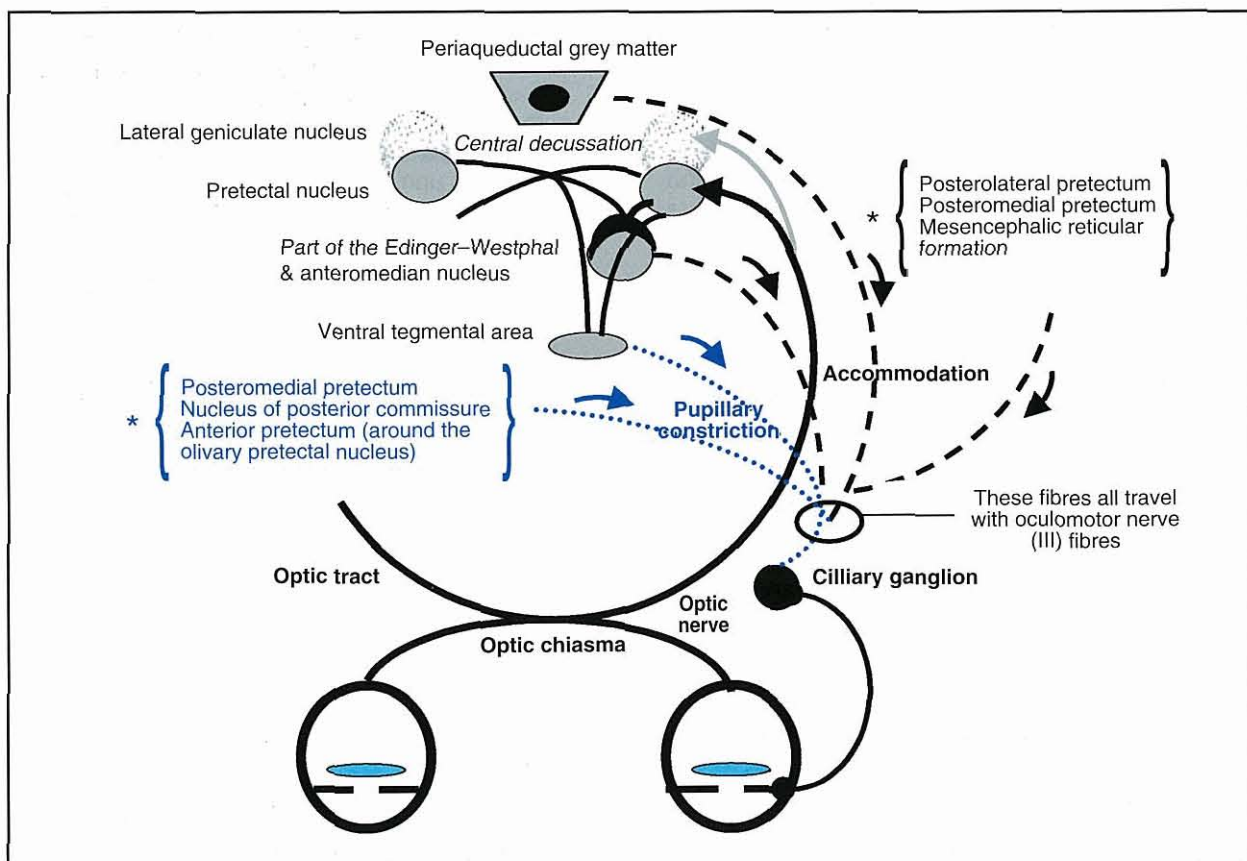 Periaqueductal grey matter
Lateral geniculate nucleus
Central decussation
Pretectal nucleus
*
Posterolateral pretectum
Posteromedial pretectum
Mesencephalic reticular
formation
Part of the Edinger–Westphal
& anteromedian nucleus
Ventral tegmental area
*
Posteromedial pretectum
Nucleus of posterior commissure
Anterior pretectum (around the
olivary pretectal nucleus)
Accommodation
Pupillary
constriction
These fibres all travel
with oculomotor nerve
(III) fibres
Optic tract
Cilliary ganglion
Optic
nerve
Optic chiasma